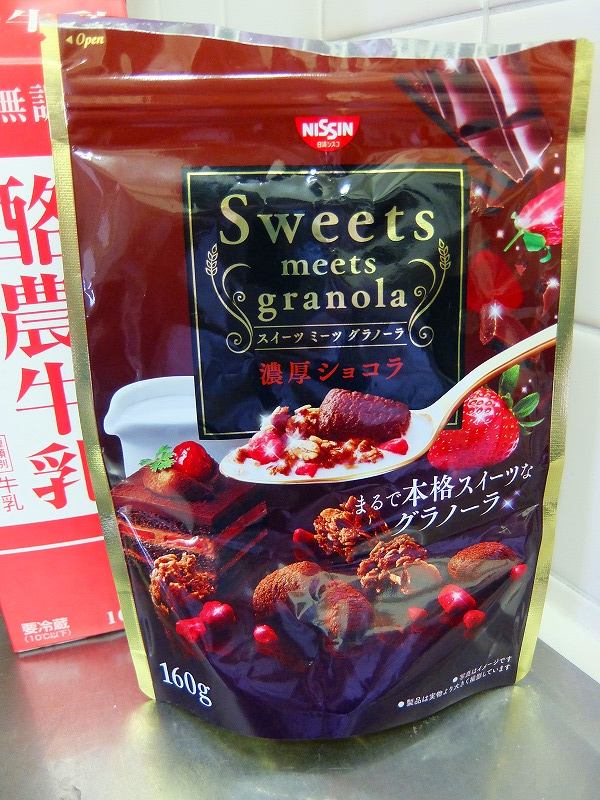 Open
NISSIN
日清シスコ
Sweets
meets
granola
スイーツ ミーツ グラノーラ
濃厚ショコラ
まるで本格スイーツな
グラノーラ
160g
●写真はイメージです
●製品は実物より大きく撮影しています
牛乳
無
酪農牛乳
牛乳
要冷蔵
(10℃以下)